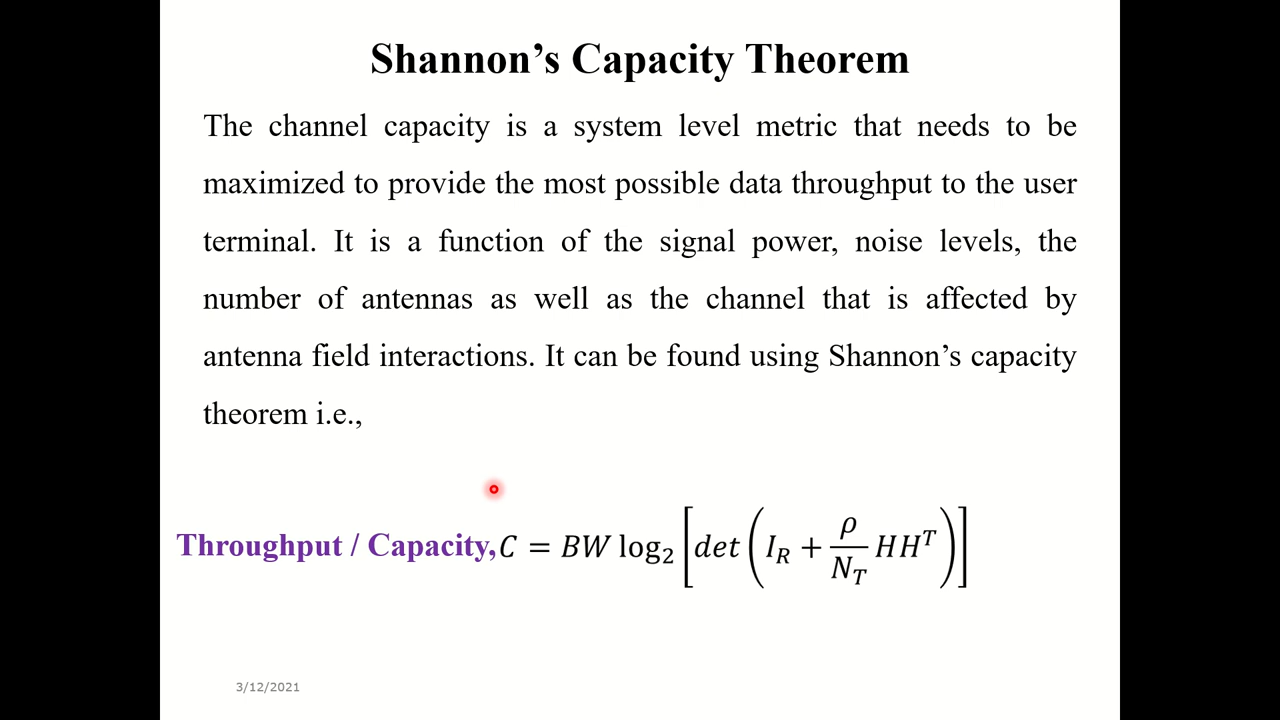 Shannon’s Capacity Theorem
The channel capacity is a system level metric that needs to be
maximized to provide the most possible data throughput to the user
terminal. It is a function of the signal power, noise levels, the
number of antennas as well as the channel that is affected by
antenna field interactions. It can be found using Shannon’s capacity
theorem i.e.,
Throughput / Capacity, C = BW log₂ [det (I_R + ρ/N_T HH^T)]
3/12/2021